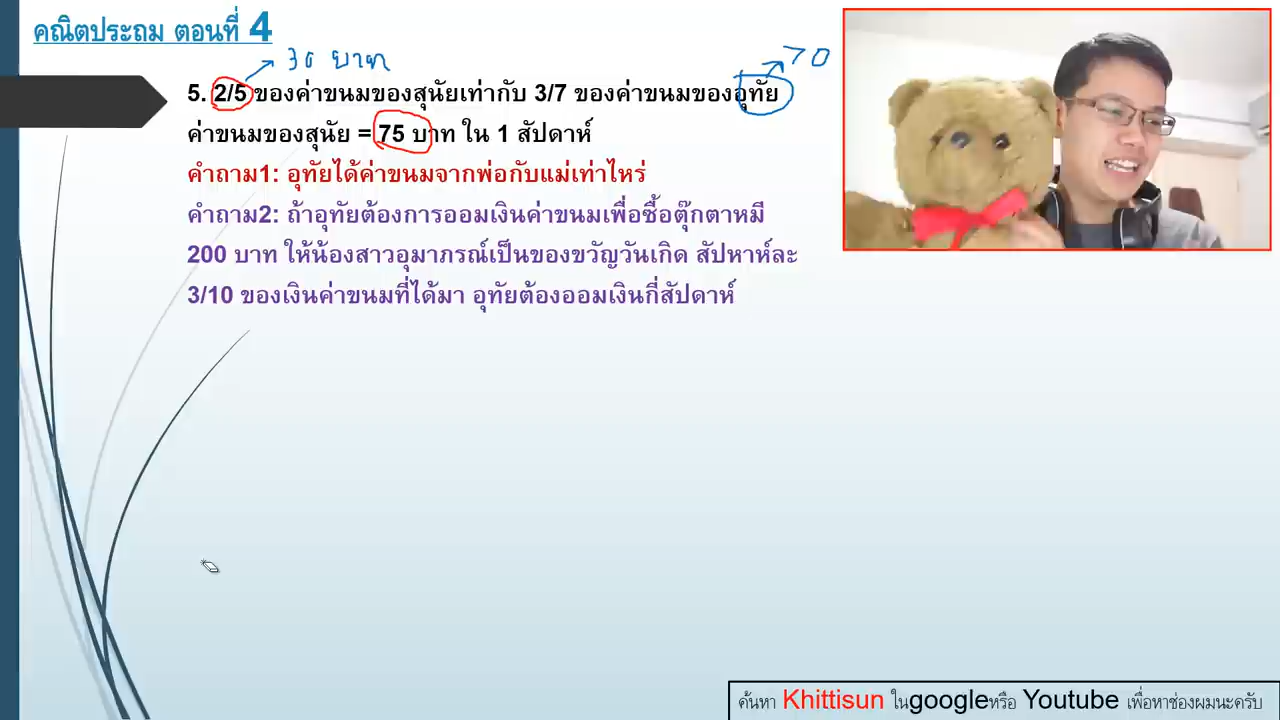 คณิตประถม ตอนที่ 4
30 บาท
70
5. 2/5 ของค่าขนมของสุนัยเท่ากับ 3/7 ของค่าขนมของอุทัย
ค่าขนมของสุนัย = 75 บาท ใน 1 สัปดาห์
คำถาม1: อุทัยได้ค่าขนมจากพ่อกับแม่เท่าไหร่
คำถาม2: ถ้าอุทัยต้องการออมเงินค่าขนมเพื่อซื้อตุ๊กตาหมี
200 บาท ให้น้องสาวอุมาภรณ์เป็นของขวัญวันเกิด สัปหาห์ละ
3/10 ของเงินค่าขนมที่ได้มา อุทัยต้องออมเงินกี่สัปดาห์
ค้นหา Khittisun ในgoogleหรือ Youtube เพื่อหาช่องผมนะครับ